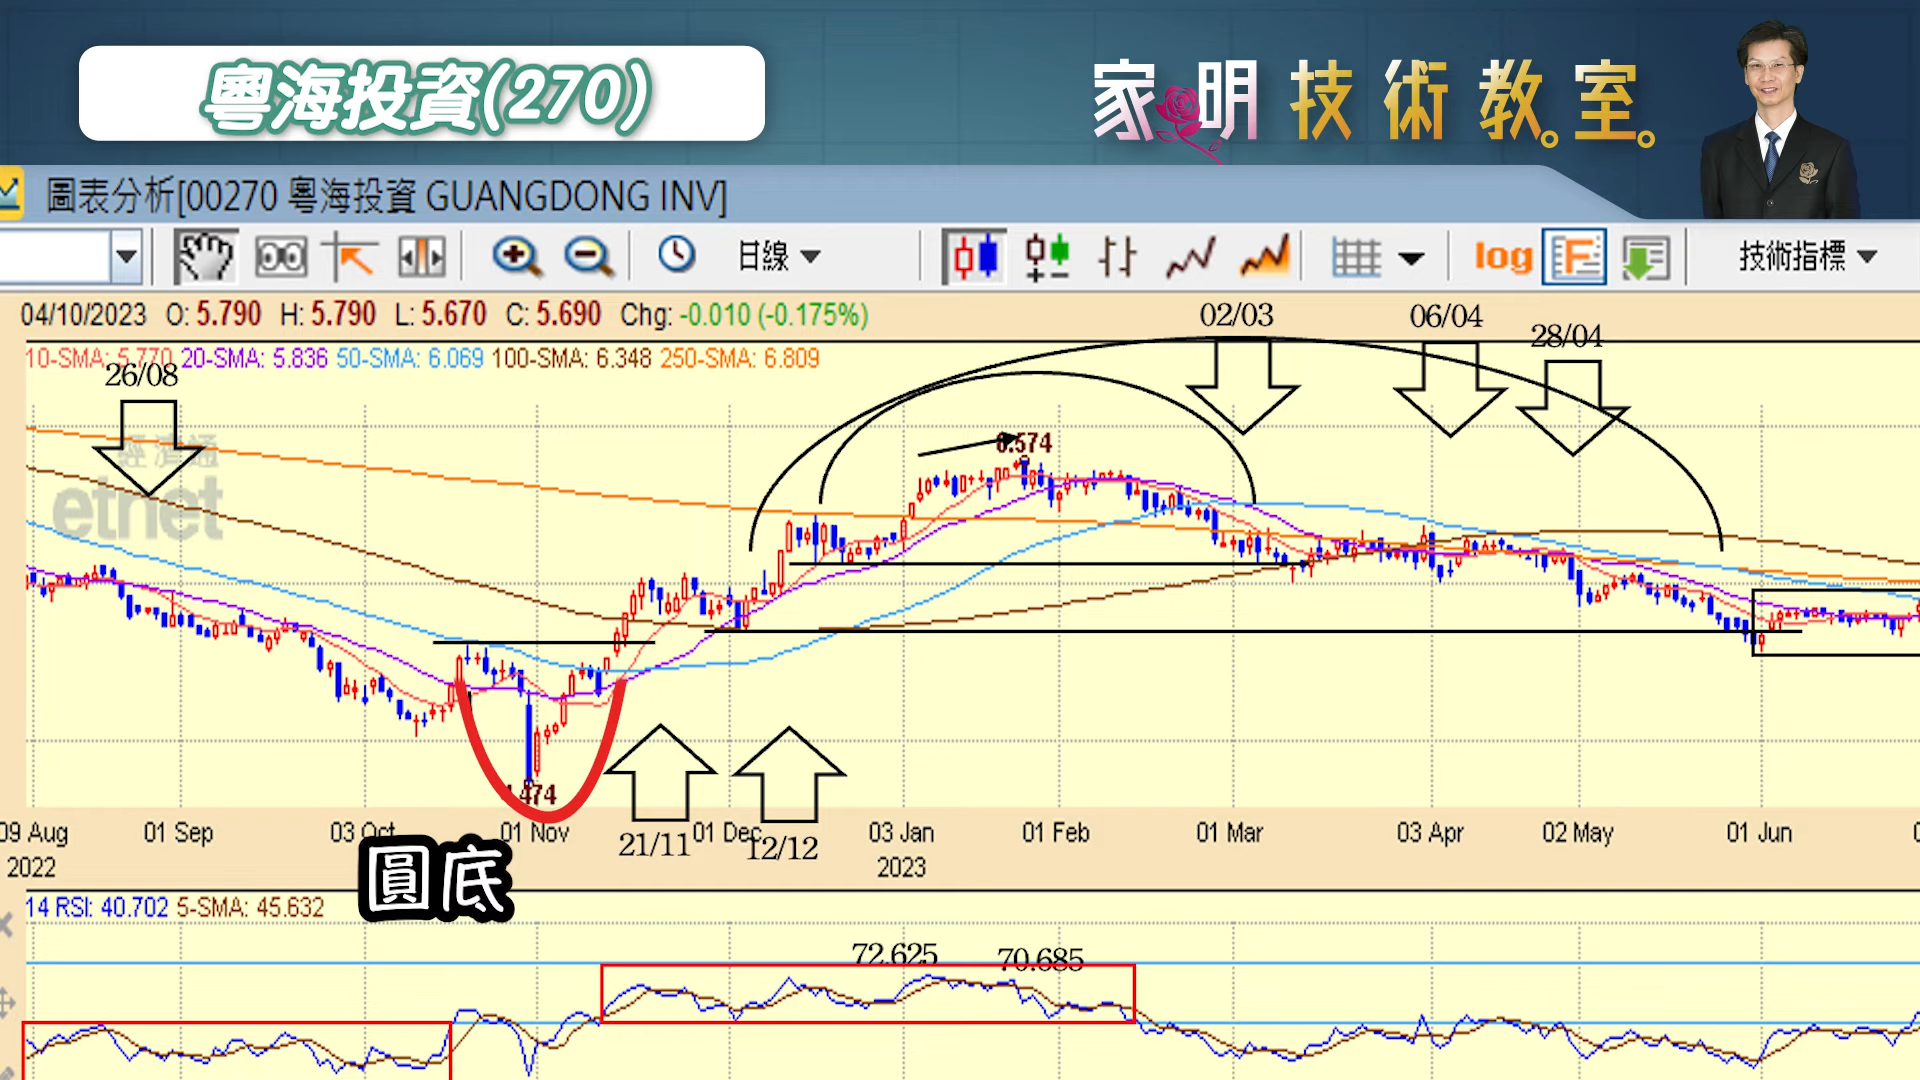 粵海投資(270)
家明技術教室
圖表分析[00270 粵海投資 GUANGDONG INV]
日線
log
F
技術指標
04/10/2023 O: 5.790 H: 5.790 L: 5.670 C: 5.690 Chg: -0.010 (-0.175%)
02/03
06/04
28/04
10-SMA: 5.770 20-SMA: 5.836 50-SMA: 6.069 100-SMA: 6.348 250-SMA: 6.809
26/08
經濟通
etnet
8.574
4.474
09 Aug 01 Sep 03 Oct 01 Nov 01 Dec 03 Jan 01 Feb 01 Mar 03 Apr 02 May 01 Jun
21/11 12/12
2022 2023
圓底
14 RSI: 40.702 5-SMA: 45.632
72.625 70.685